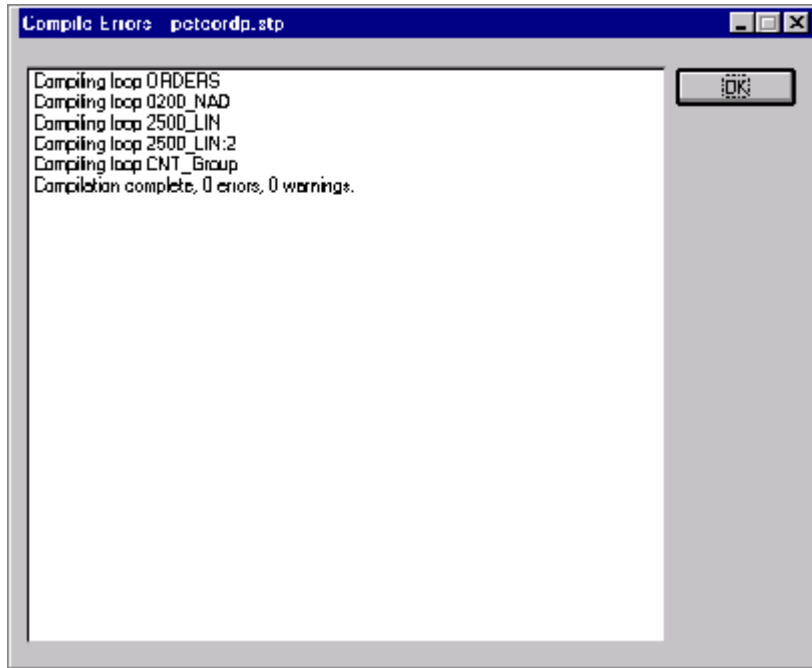 Compile Errors petcordp.stp
Compiling loop ORDERS
Compiling loop 0200_NAD
Compiling loop 2500_LIN
Compiling loop 2500_LIN:2
Compiling loop CNT_Group
Compilation complete, 0 errors, 0 warnings.
OK